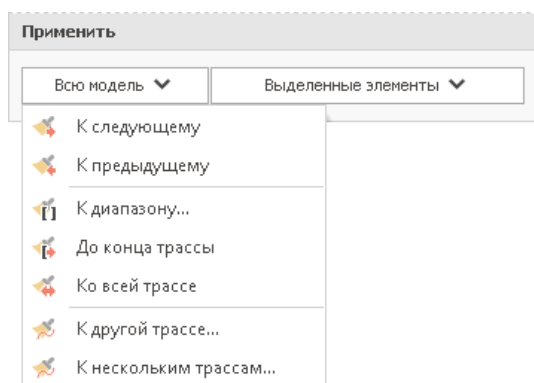 Применить
Всю модель Выделенные элементы
К следующему
К предыдущему
К диапазону...
До конца трассы
Ко всей трассе
К другой трассе...
К нескольким трассам...